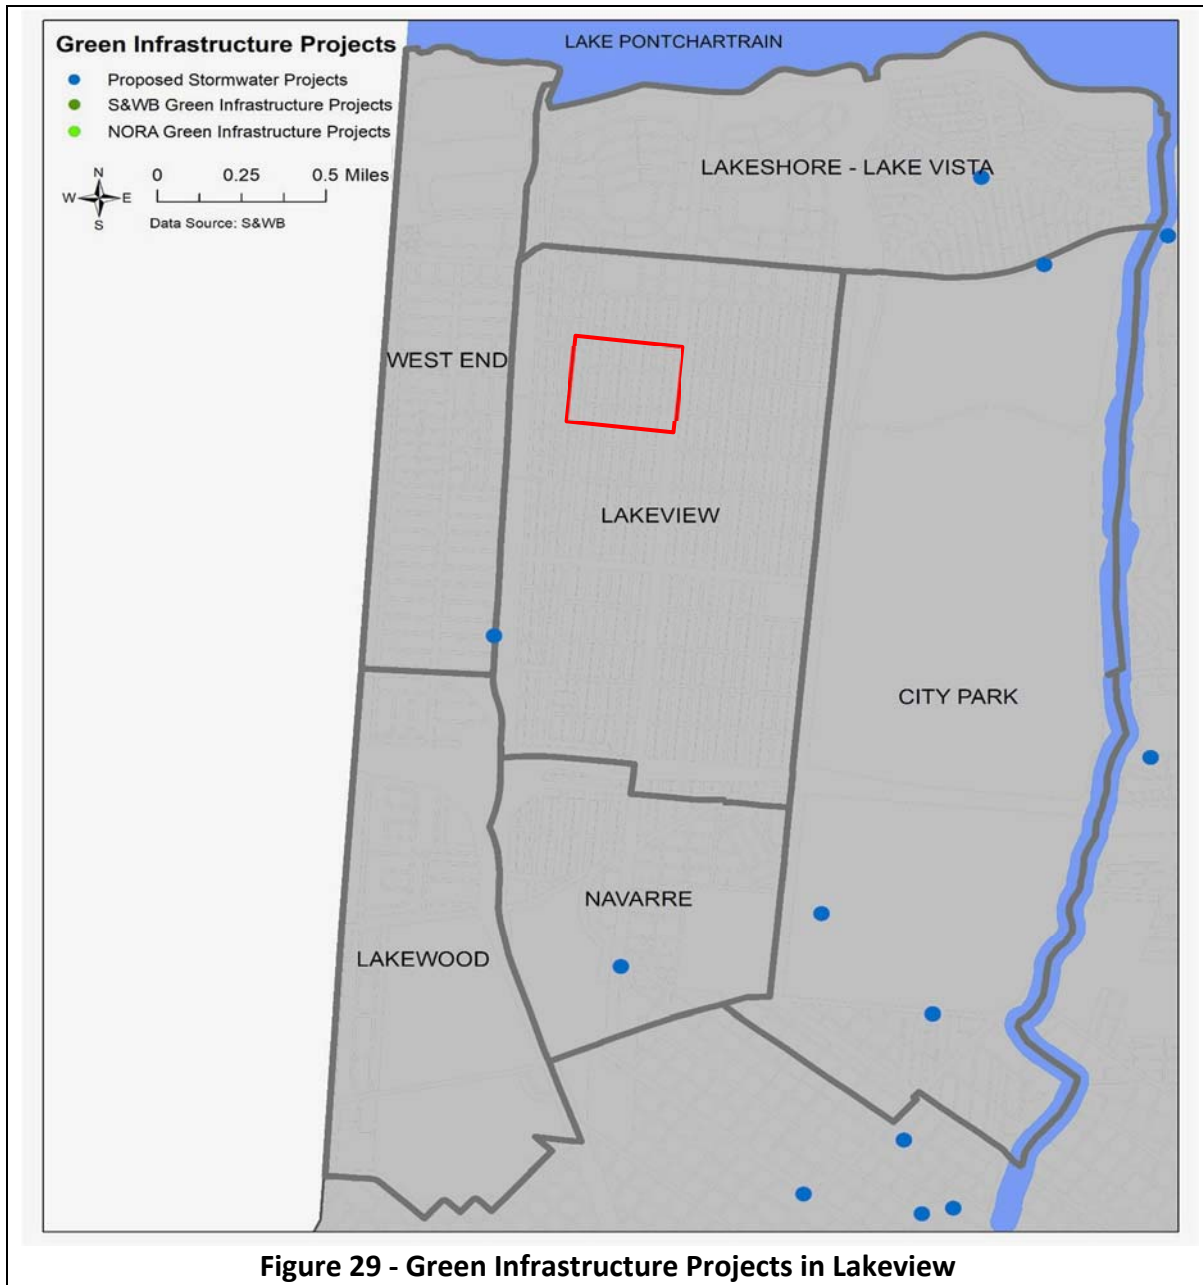 Green Infrastructure Projects
Proposed Stormwater Projects
S&WB Green Infrastructure Projects
NORA Green Infrastructure Projects
N
W E
S
0 0.25 0.5 Miles
Data Source: S&WB
LAKE PONTCHARTRAIN
LAKESHORE - LAKE VISTA
WEST END
LAKEVIEW
CITY PARK
NAVARRE
LAKEWOOD
Figure 29 - Green Infrastructure Projects in Lakeview